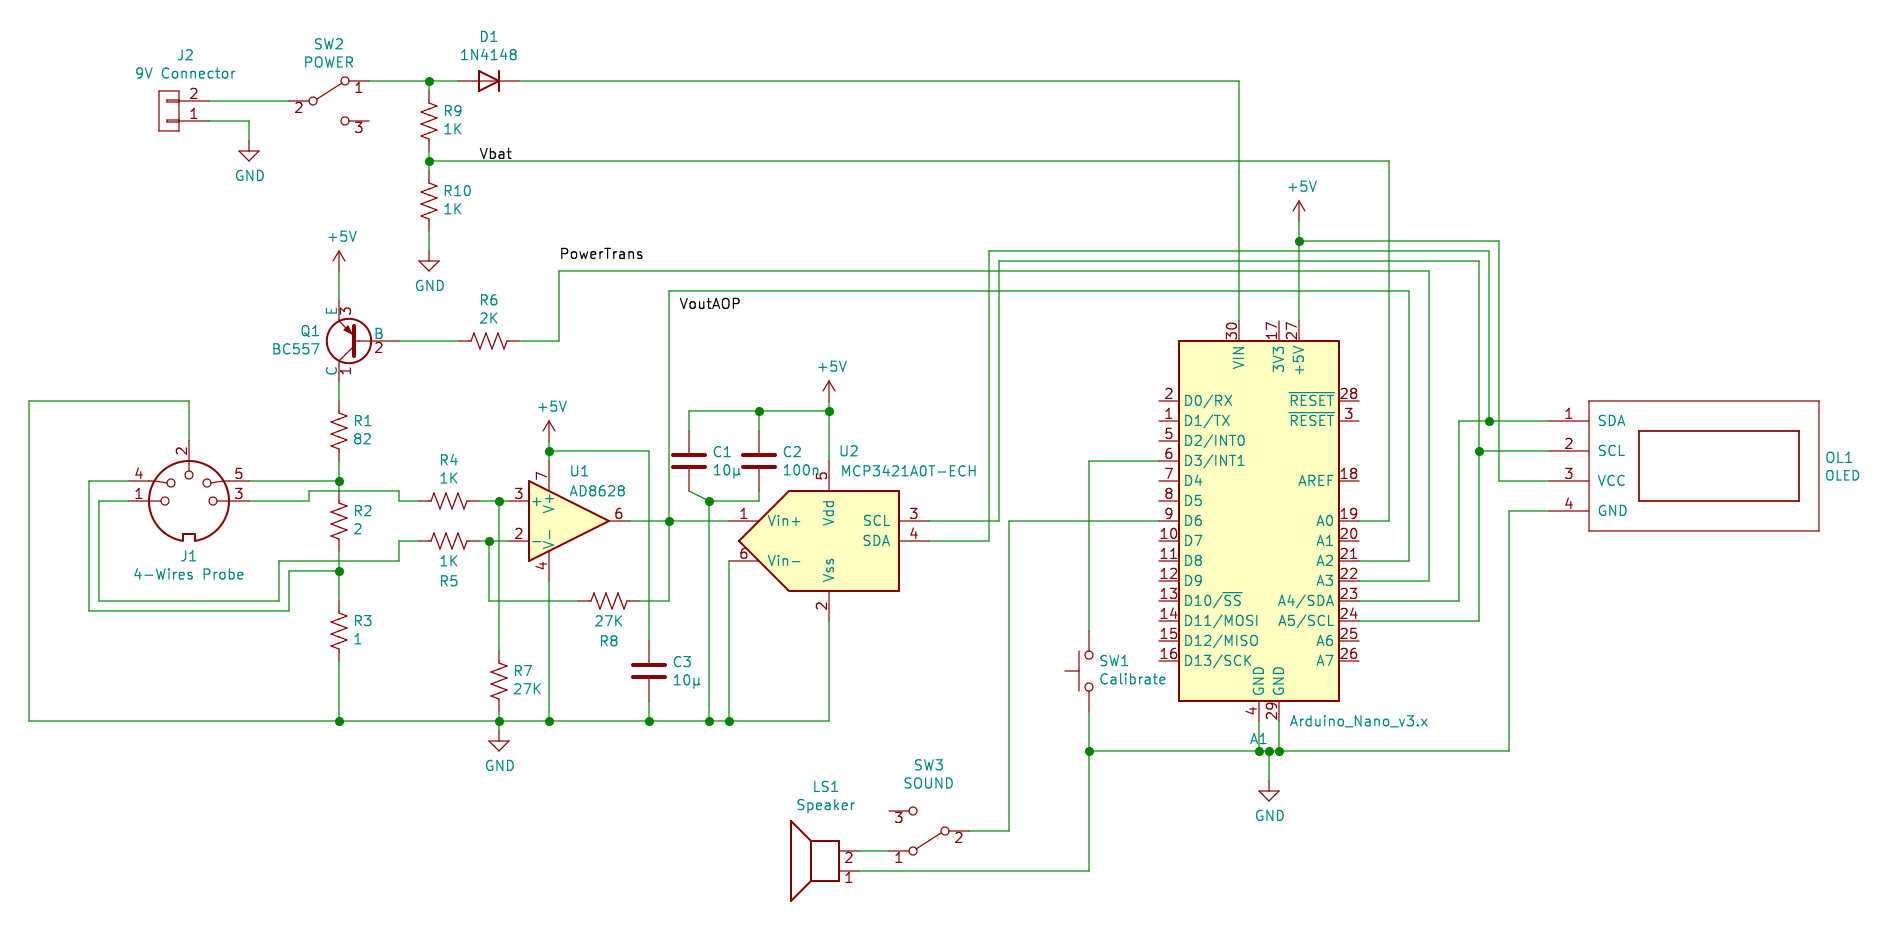 J2
9V Connector
2
1
GND
SW2
POWER
2
1
3
D1
1N4148
R9
1K
Vbat
R10
1K
GND
+5V
PowerTrans
VoutAOP
Q1
BC557
E
3
B
2
C
1
R6
2K
R1
82
R2
2
R3
1
2
4
1
5
3
J1
4-Wires Probe
R4
1K
1K
R5
+5V
U1
AD8628
3
2
+
−
V+
V-
7
4
6
27K
R8
R7
27K
GND
C3
10µ
C1
10µ
C2
100n
+5V
U2
MCP3421A0T-ECH
5
Vdd
1
Vin+
6
Vin-
SCL
3
SDA
4
Vss
2
LS1
Speaker
2
1
SW3
SOUND
3
1
2
SW1
Calibrate
+5V
30
17
27
VIN
3V3
+5V
2 D0/RX
1 D1/TX
5 D2/INT0
6 D3/INT1
7 D4
8 D5
9 D6
10 D7
11 D8
12 D9
13 D10/SS
14 D11/MOSI
15 D12/MISO
16 D13/SCK
RESET 28
RESET 3
AREF 18
A0 19
A1 20
A2 21
A3 22
A4/SDA 23
A5/SCL 24
A6 25
A7 26
GND
GND
4
29
Arduino_Nano_v3.x
A1
GND
1 SDA
2 SCL
3 VCC
4 GND
OL1
OLED